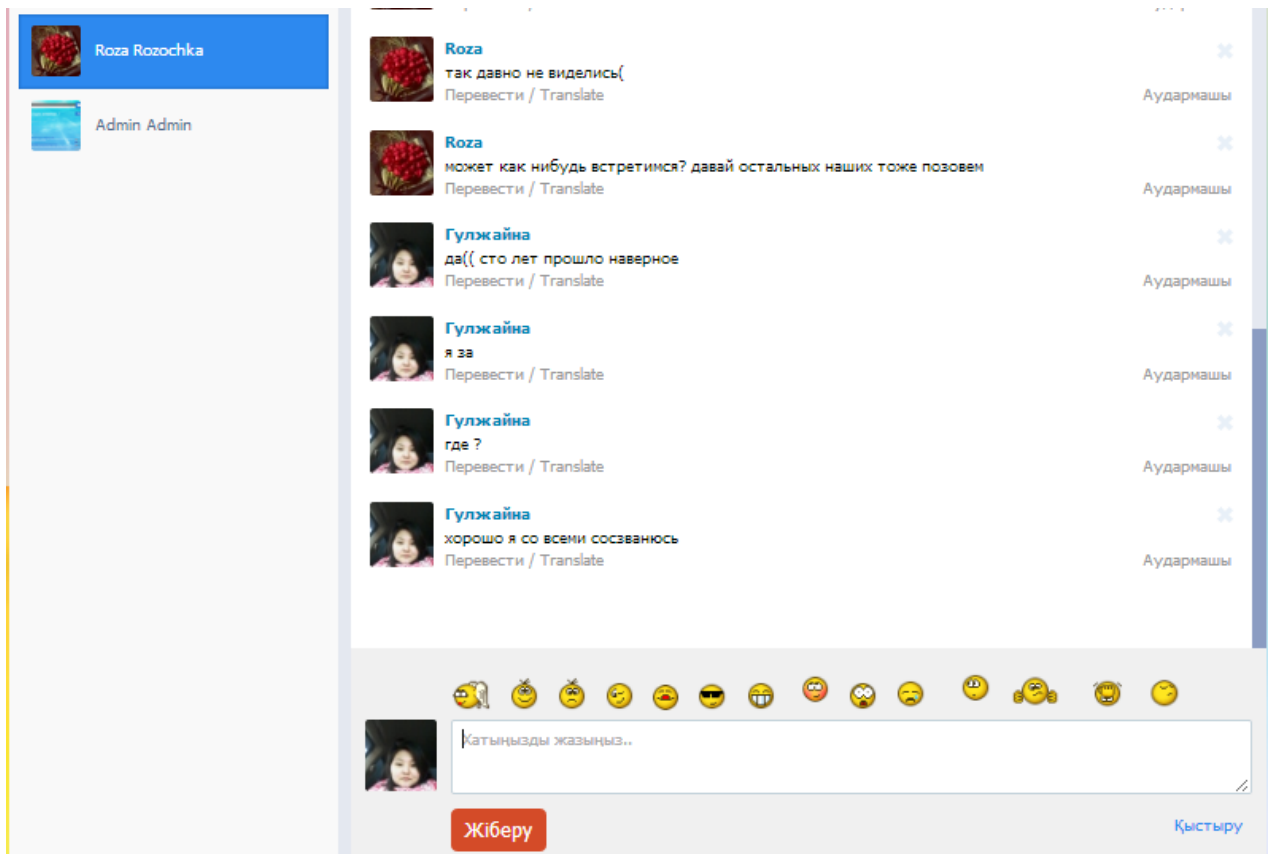 Roza Rozochka
Admin Admin
Roza
так давно не виделись(
Перевести / Translate
Аудармашы
Roza
может как нибудь встретимся? давай остальных наших тоже позовем
Перевести / Translate
Аудармашы
Гулжайна
да(( сто лет прошло наверное
Перевести / Translate
Аудармашы
Гулжайна
я за
Перевести / Translate
Аудармашы
Гулжайна
где ?
Перевести / Translate
Аудармашы
Гулжайна
хорошо я со всеми сосзванюсь
Перевести / Translate
Аудармашы
Хатыңызды жазыңыз..
Жіберу
Қыстыру